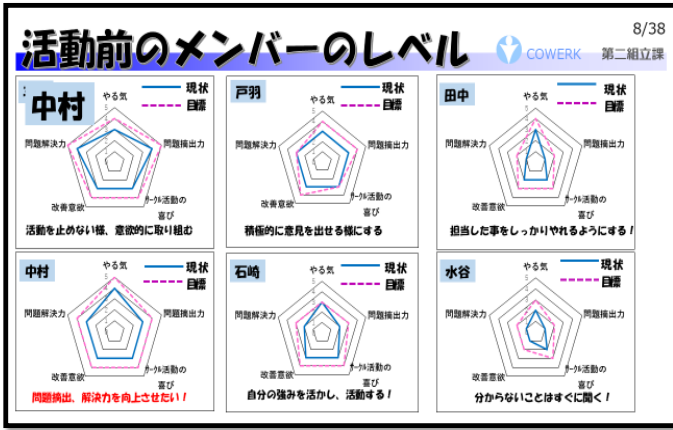 8/38
活動前のメンバーのレベル
COWERK 第二組立課
中村
現状
目標
やる気
問題解決力
問題摘出力
改善意欲
サークル活動の
喜び
活動を止めない様、意欲的に取り組む
戸羽
現状
目標
やる気
問題解決力
問題摘出力
改善意欲
サークル活動の
喜び
積極的に意見を出せる様にする
田中
現状
目標
やる気
問題解決力
問題摘出力
改善意欲
サークル活動の
喜び
担当した事をしっかりやれるようにする!
中村
現状
目標
やる気
問題解決力
問題摘出力
改善意欲
サークル活動の
喜び
問題摘出、解決力を向上させたい!
石崎
現状
目標
やる気
問題解決力
問題摘出力
改善意欲
サークル活動の
喜び
自分の強みを活かし、活動する!
水谷
現状
目標
やる気
問題解決力
問題摘出力
改善意欲
サークル活動の
喜び
分からないことはすぐに聞く!